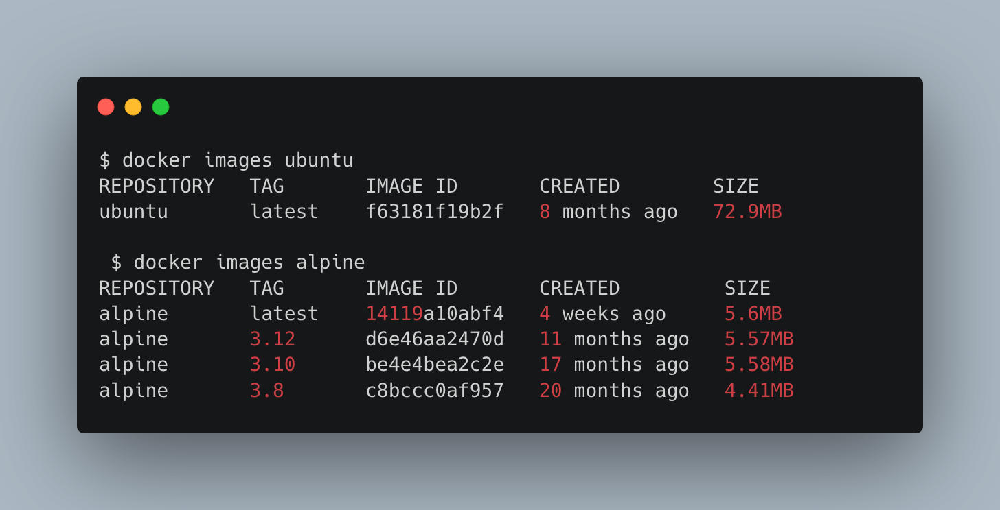 $ docker images ubuntu
REPOSITORY   TAG       IMAGE ID       CREATED        SIZE
ubuntu       latest    f63181f19b2f   8 months ago   72.9MB
 $ docker images alpine
REPOSITORY   TAG       IMAGE ID       CREATED         SIZE
alpine       latest    14119a10abf4   4 weeks ago     5.6MB
alpine       3.12      d6e46aa2470d   11 months ago   5.57MB
alpine       3.10      be4e4bea2c2e   17 months ago   5.58MB
alpine       3.8       c8bccc0af957   20 months ago   4.41MB